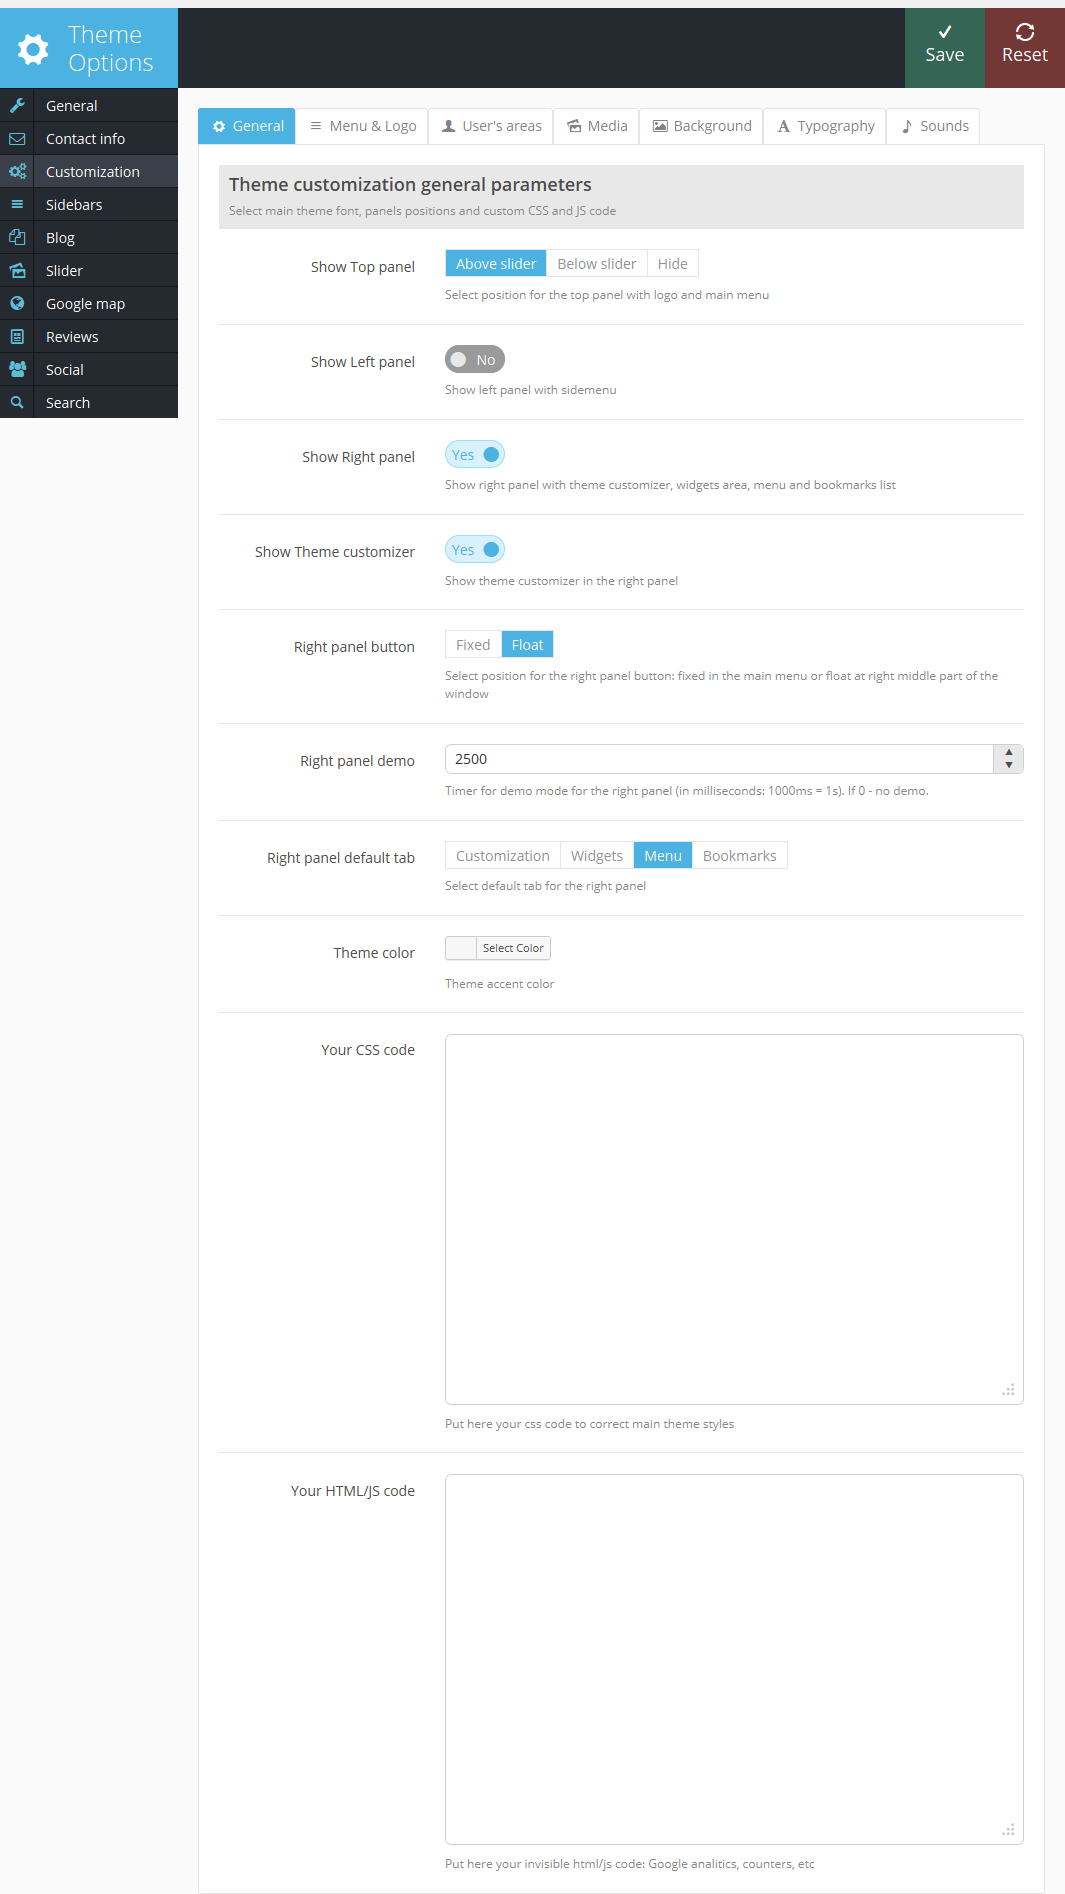 Theme
Options
Save
Reset
General
Contact info
Customization
Sidebars
Blog
Slider
Google map
Reviews
Social
Search
General Menu & Logo User's areas Media Background Typography Sounds
Theme customization general parameters
Select main theme font, panels positions and custom CSS and JS code
Show Top panel Above slider Below slider Hide
Select position for the top panel with logo and main menu
Show Left panel No
Show left panel with sidemenu
Show Right panel Yes
Show right panel with theme customizer, widgets area, menu and bookmarks list
Show Theme customizer Yes
Show theme customizer in the right panel
Right panel button Fixed Float
Select position for the right panel button: fixed in the main menu or float at right middle part of the
window
Right panel demo 2500
Timer for demo mode for the right panel (in milliseconds: 1000ms = 1s). If 0 - no demo.
Right panel default tab Customization Widgets Menu Bookmarks
Select default tab for the right panel
Theme color Select Color
Theme accent color
Your CSS code
Put here your css code to correct main theme styles
Your HTML/JS code
Put here your invisible html/js code: Google analitics, counters, etc